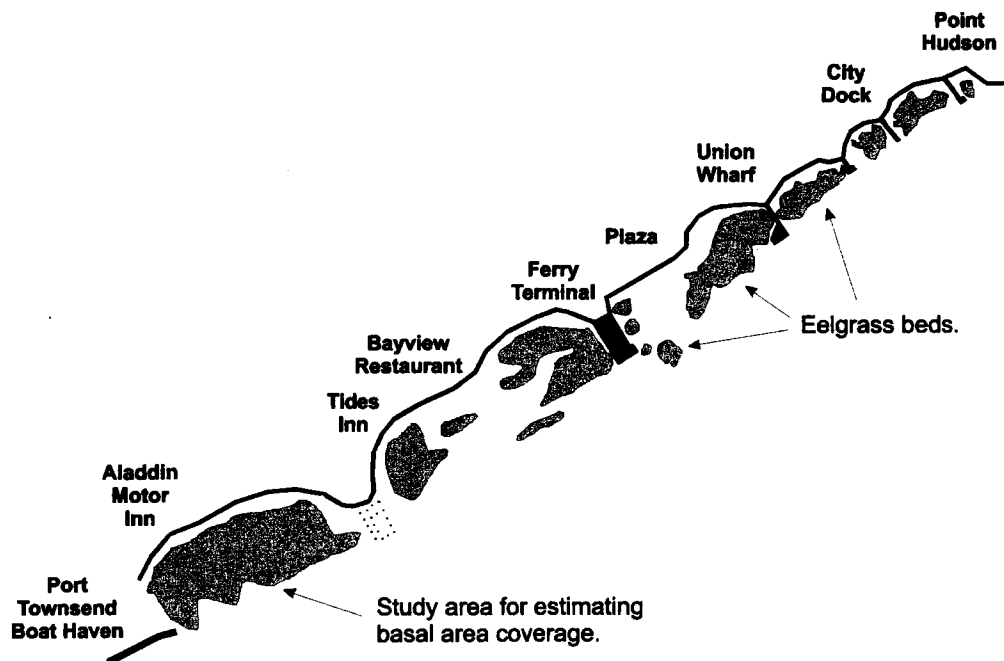 Point
Hudson
City
Dock
Union
Wharf
Plaza
Ferry
Terminal
Eelgrass beds.
Bayview
Restaurant
Tides
Inn
Aladdin
Motor
Inn
Port
Townsend
Boat Haven
Study area for estimating
basal area coverage.